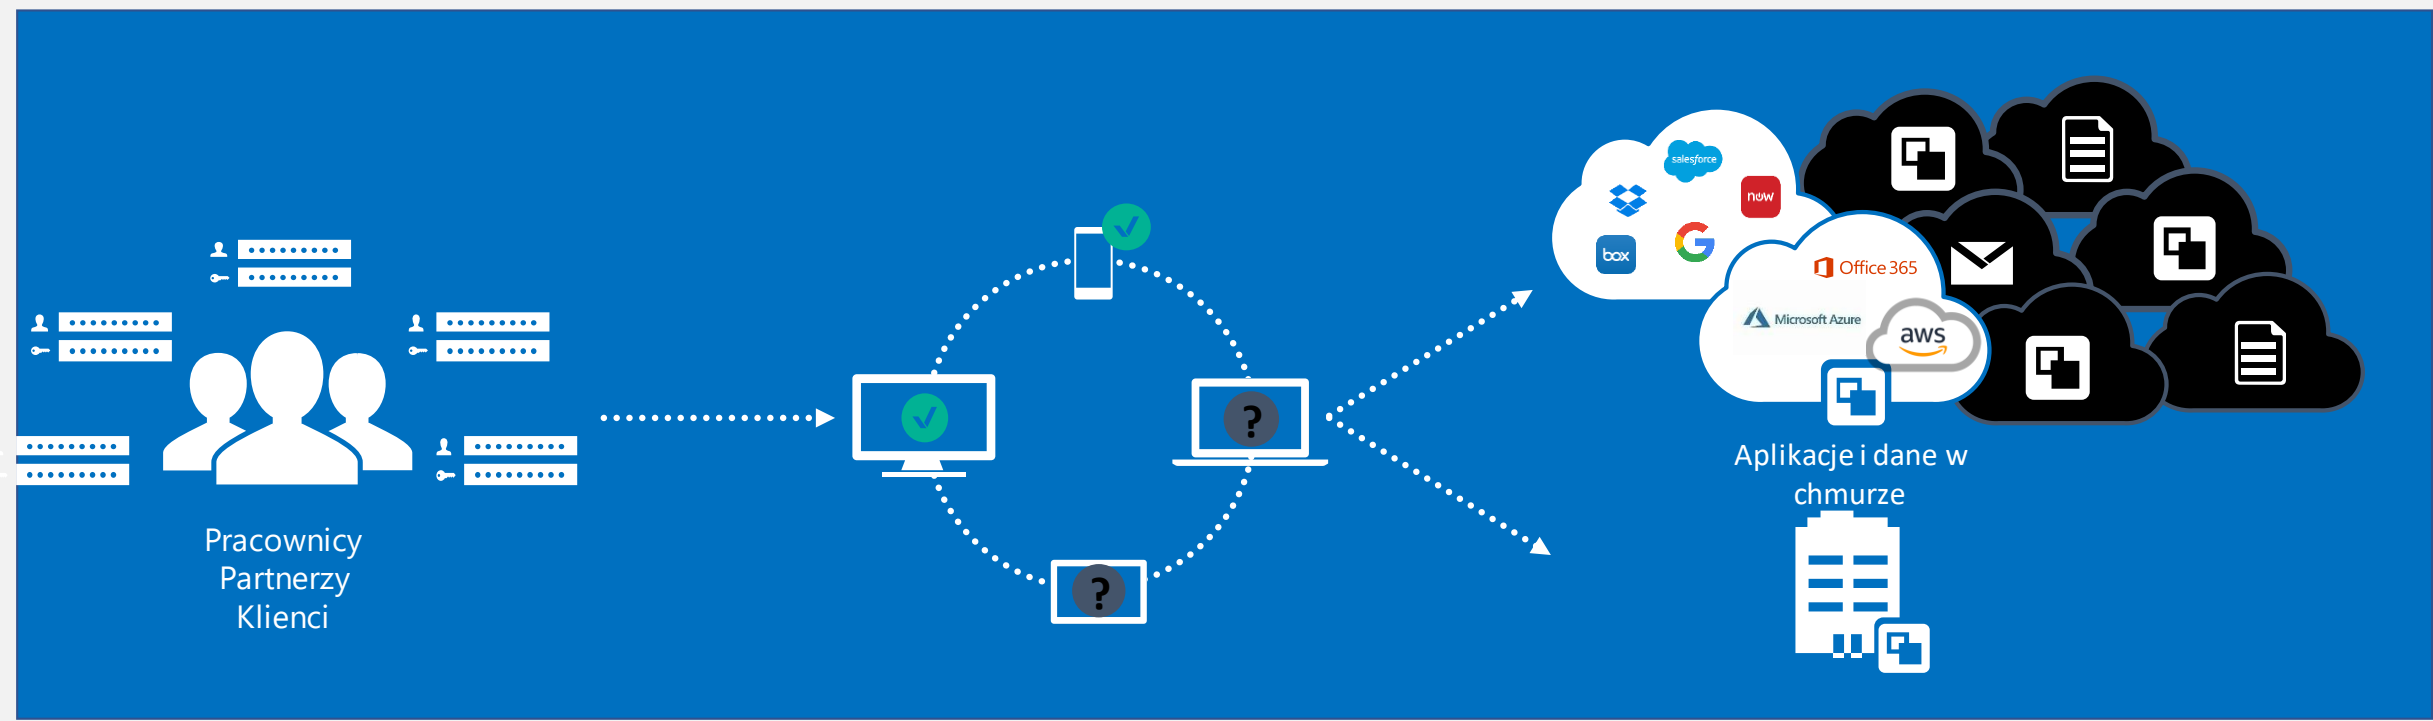 Pracownicy
Partnerzy
Klienci
?
?
salesforce
now
box
Office 365
Microsoft Azure
aws
Aplikacje i dane w
chmurze